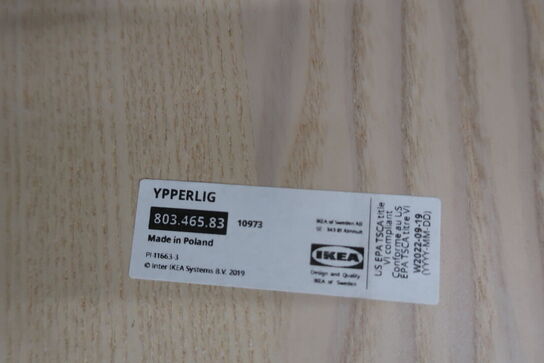 YPPERLIG
803.465.83 10973
Made in Poland
PI-11663-3
© Inter IKEA Systems B.V. 2019
IKEA of Sweden AB
SE - 343 81 Älmhult
IKEA
Design and Quality
IKEA of Sweden
US EPA TSCA title
VI compliant
Conforme au US
EPA TSCA titre VI
W2022-09-19
(YYYY-MM-DD)